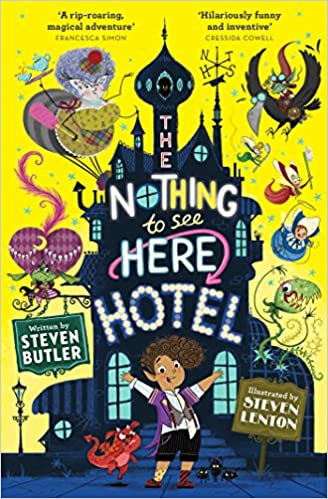 'A rip-roaring,
magical adventure'
FRANCESCA SIMON
'Hilariously funny
and inventive'
CRESSIDA COWELL
N
H
T
S
THE
NOTHING
to see
HERE
HOTEL
Written by
STEVEN
BUTLER
Illustrated by
STEVEN
LENTON